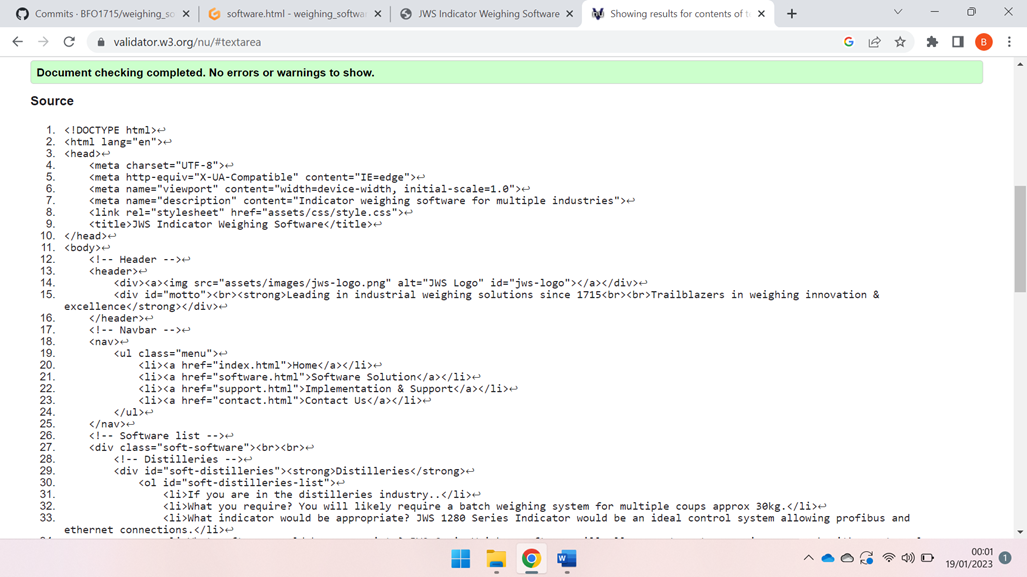 Commits · BFO1715/weighing_so
software.html - weighing_softwar
JWS Indicator Weighing Software
Showing results for contents of t
validator.w3.org/nu/#textarea
G
B
Document checking completed. No errors or warnings to show.
Source
1. <!DOCTYPE html>↩
2. <html lang="en">↩
3. <head>↩
4. <meta charset="UTF-8">↩
5. <meta http-equiv="X-UA-Compatible" content="IE=edge">↩
6. <meta name="viewport" content="width=device-width, initial-scale=1.0">↩
7. <meta name="description" content="Indicator weighing software for multiple industries">↩
8. <link rel="stylesheet" href="assets/css/style.css">↩
9. <title>JWS Indicator Weighing Software</title>↩
10. </head>↩
11. <body>↩
12. <!-- Header -->↩
13. <header>↩
14. <div><a><img src="assets/images/jws-logo.png" alt="JWS Logo" id="jws-logo"></a></div>↩
15. <div id="motto"><br><strong>Leading in industrial weighing solutions since 1715<br><br>Trailblazers in weighing innovation &
excellence</strong></div>↩
16. </header>↩
17. <!-- Navbar -->↩
18. <nav>↩
19. <ul class="menu">↩
20. <li><a href="index.html">Home</a></li>↩
21. <li><a href="software.html">Software Solution</a></li>↩
22. <li><a href="support.html">Implementation & Support</a></li>↩
23. <li><a href="contact.html">Contact Us</a></li>↩
24. </ul>↩
25. </nav>↩
26. <!-- Software list -->↩
27. <div class="soft-software"><br><br>↩
28. <!-- Distilleries -->↩
29. <div id="soft-distilleries"><strong>Distilleries</strong>↩
30. <ol id="soft-distilleries-list">↩
31. <li>If you are in the distilleries industry..</li>↩
32. <li>What you require? You will likely require a batch weighing system for multiple coups approx 30kg.</li>↩
33. <li>What indicator would be appropriate? JWS 1280 Series Indicator would be an ideal control system allowing profibus and
ethernet connections.</li>↩
W
00:01
19/01/2023
1